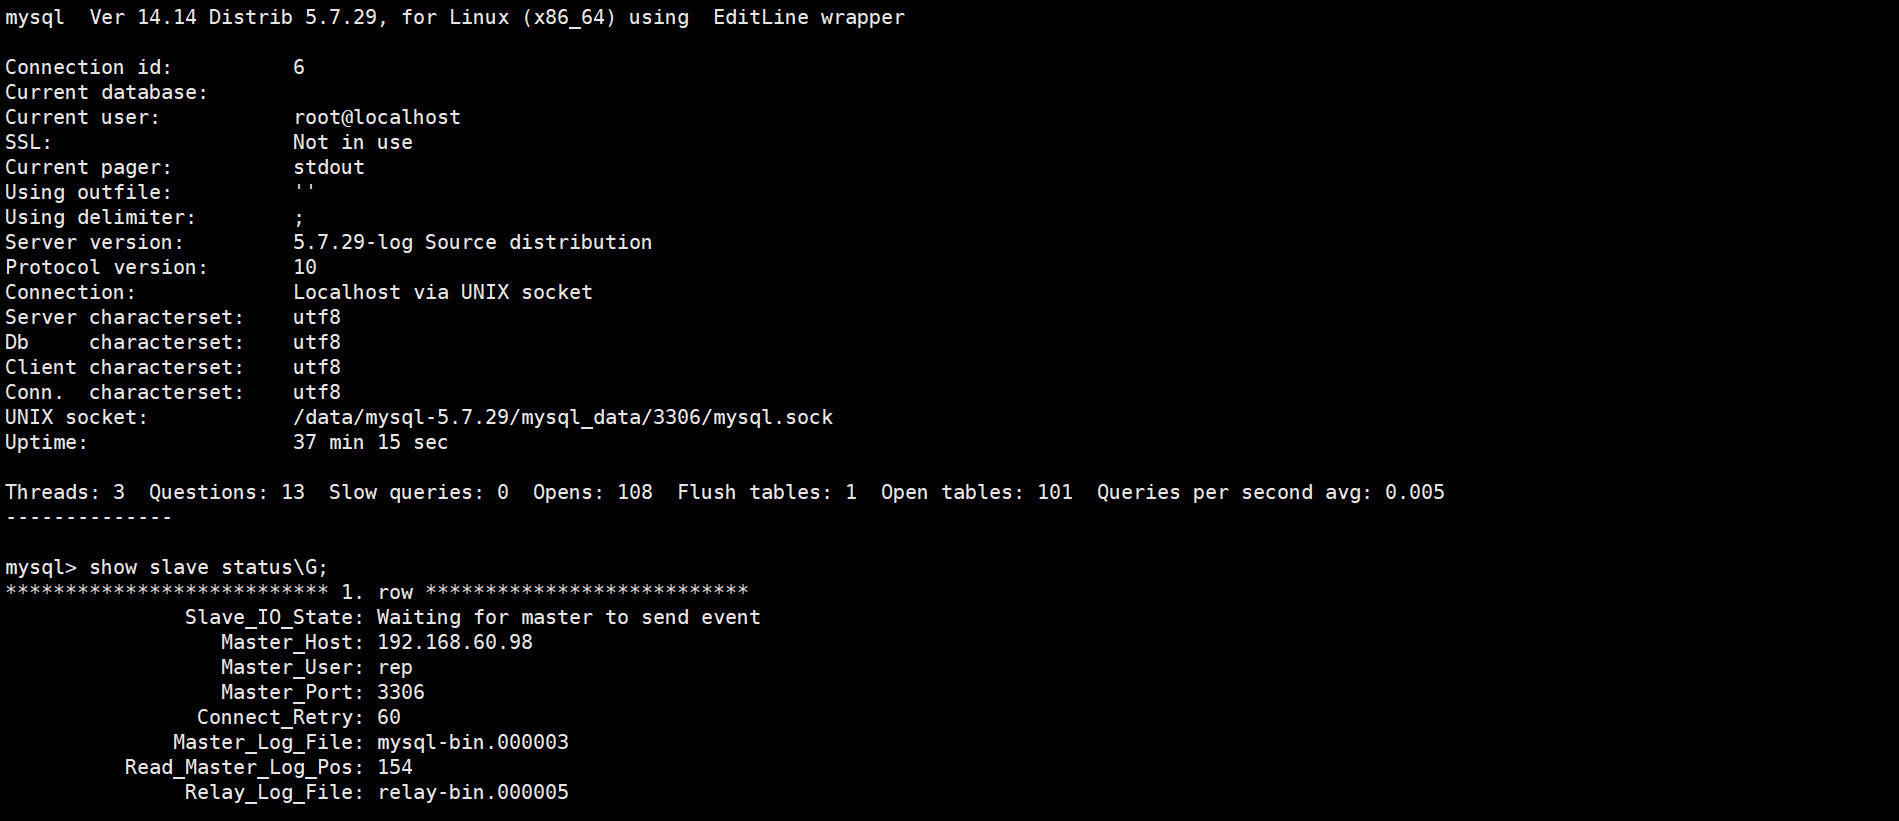 mysql  Ver 14.14 Distrib 5.7.29, for Linux (x86_64) using  EditLine wrapper
Connection id:          6
Current database:
Current user:           root@localhost
SSL:                    Not in use
Current pager:          stdout
Using outfile:          ''
Using delimiter:        ;
Server version:         5.7.29-log Source distribution
Protocol version:       10
Connection:             Localhost via UNIX socket
Server characterset:    utf8
Db     characterset:    utf8
Client characterset:    utf8
Conn.  characterset:    utf8
UNIX socket:            /data/mysql-5.7.29/mysql_data/3306/mysql.sock
Uptime:                 37 min 15 sec
Threads: 3  Questions: 13  Slow queries: 0  Opens: 108  Flush tables: 1  Open tables: 101  Queries per second avg: 0.005
--------------
mysql> show slave status\G;
*************************** 1. row ***************************
               Slave_IO_State: Waiting for master to send event
                  Master_Host: 192.168.60.98
                  Master_User: rep
                  Master_Port: 3306
                Connect_Retry: 60
              Master_Log_File: mysql-bin.000003
          Read_Master_Log_Pos: 154
               Relay_Log_File: relay-bin.000005